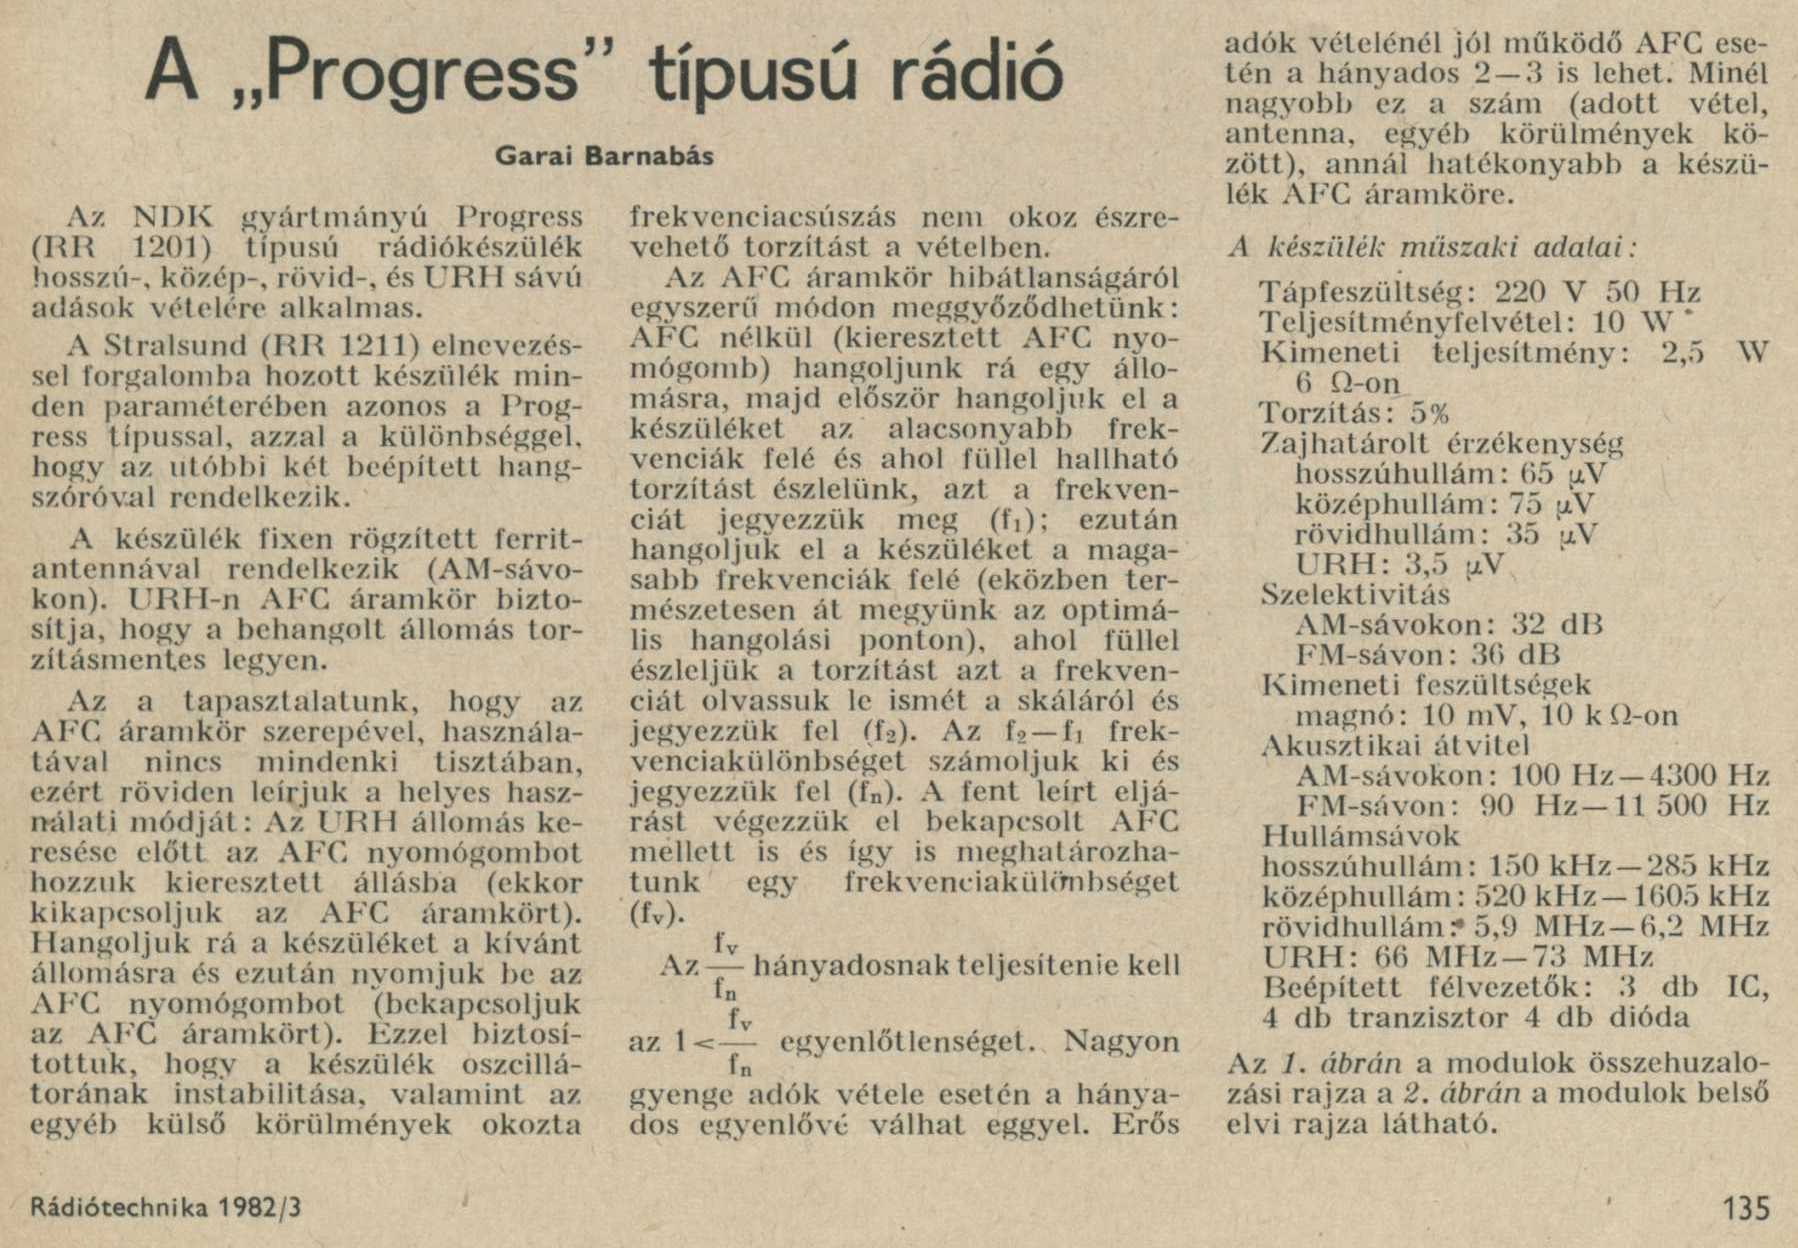 A „Progress” típusú rádió
Garai Barnabás
Az NDK gyártmányú Progress
(RR 1201) típusú rádiókészülék
hosszú-, közép-, rövid-, és URH sávú
adások vételére alkalmas.
A Stralsund (RR 1211) elnevezés-
sel forgalomba hozott készülék min-
den paraméterében azonos a Prog-
ress típussal, azzal a különbséggel,
hogy az utóbbi két beépített hang-
szóróval rendelkezik.
A készülék fixen rögzített ferrit-
antennával rendelkezik (AM-sávo-
kon). URH-n AFC áramkör bizto-
sítja, hogy a behangolt állomás tor-
zításmentes legyen.
Az a tapasztalatunk, hogy az
AFC áramkör szerepével, használa-
tával nincs mindenki tisztában,
ezért röviden leírjuk a helyes hasz-
nálati módját: Az URH állomás ke-
resése előtt az AFC nyomógombot
hozzuk kieresztett állásba (ekkor
kikapcsoljuk az AFC áramkört).
Hangoljuk rá a készüléket a kívánt
állomásra és ezután nyomjuk be az
AFC nyomógombot (bekapcsoljuk
az AFC áramkört). Ezzel biztosí-
tottuk, hogy a készülék oszcillá-
torának instabilitása, valamint az
egyéb külső körülmények okozta
frekvenciacsúszás nem okoz észre-
vehető torzítást a vételben.
Az AFC áramkör hibátlanságáról
egyszerű módon meggyőződhetünk:
AFC nélkül (kieresztett AFC nyo-
mógomb) hangoljunk rá egy állo-
másra, majd először hangoljuk el a
készüléket az alacsonyabb frek-
venciák felé és ahol füllel hallható
torzítást észlelünk, azt a frekven-
ciát jegyezzük meg (f₁); ezután
hangoljuk el a készüléket a maga-
sabb frekvenciák felé (eközben ter-
mészetesen át megyünk az optimá-
lis hangolási ponton), ahol füllel
észleljük a torzítást azt a frekven-
ciát olvassuk le ismét a skáláról és
jegyezzük fel (f₂). Az f₂—f₁ frek-
venciakülönbséget számoljuk ki és
jegyezzük fel (fₙ). A fent leírt eljá-
rást végezzük el bekapcsolt AFC
mellett is és így is meghatározha-
tunk egy frekvenciakülönbséget
(fᵥ).
Az fᵥ/fₙ hányadosnak teljesítenie kell
az 1 < fᵥ/fₙ egyenlőtlenséget. Nagyon
gyenge adók vétele esetén a hánya-
dos egyenlővé válhat eggyel. Erős
adók vételénél jól működő AFC ese-
tén a hányados 2—3 is lehet. Minél
nagyobb ez a szám (adott vétel,
antenna, egyéb körülmények kö-
zött), annál hatékonyabb a készü-
lék AFC áramköre.
A készülék műszaki adatai:
Tápfeszültség: 220 V 50 Hz
Teljesítményfelvétel: 10 W
Kimeneti teljesítmény: 2,5 W
6 Ω-on
Torzítás: 5%
Zajhatárolt érzékenység
hosszúhullám: 65 μV
középhullám: 75 μV
rövidhullám: 35 μV
URH: 3,5 μV
Szelektivitás
AM-sávokon: 32 dB
FM-sávon: 36 dB
Kimeneti feszültségek
magnó: 10 mV, 10 kΩ-on
Akusztikai átvitel
AM-sávokon: 100 Hz—4300 Hz
FM-sávon: 90 Hz—11 500 Hz
Hullámsávok
hosszúhullám: 150 kHz—285 kHz
középhullám: 520 kHz—1605 kHz
rövidhullám: 5,9 MHz—6,2 MHz
URH: 66 MHz—73 MHz
Beépített félvezetők: 3 db IC,
4 db tranzisztor 4 db dióda
Az 1. ábrán a modulok összehuzalo-
zási rajza a 2. ábrán a modulok belső
elvi rajza látható.
Rádiótechnika 1982/3
135